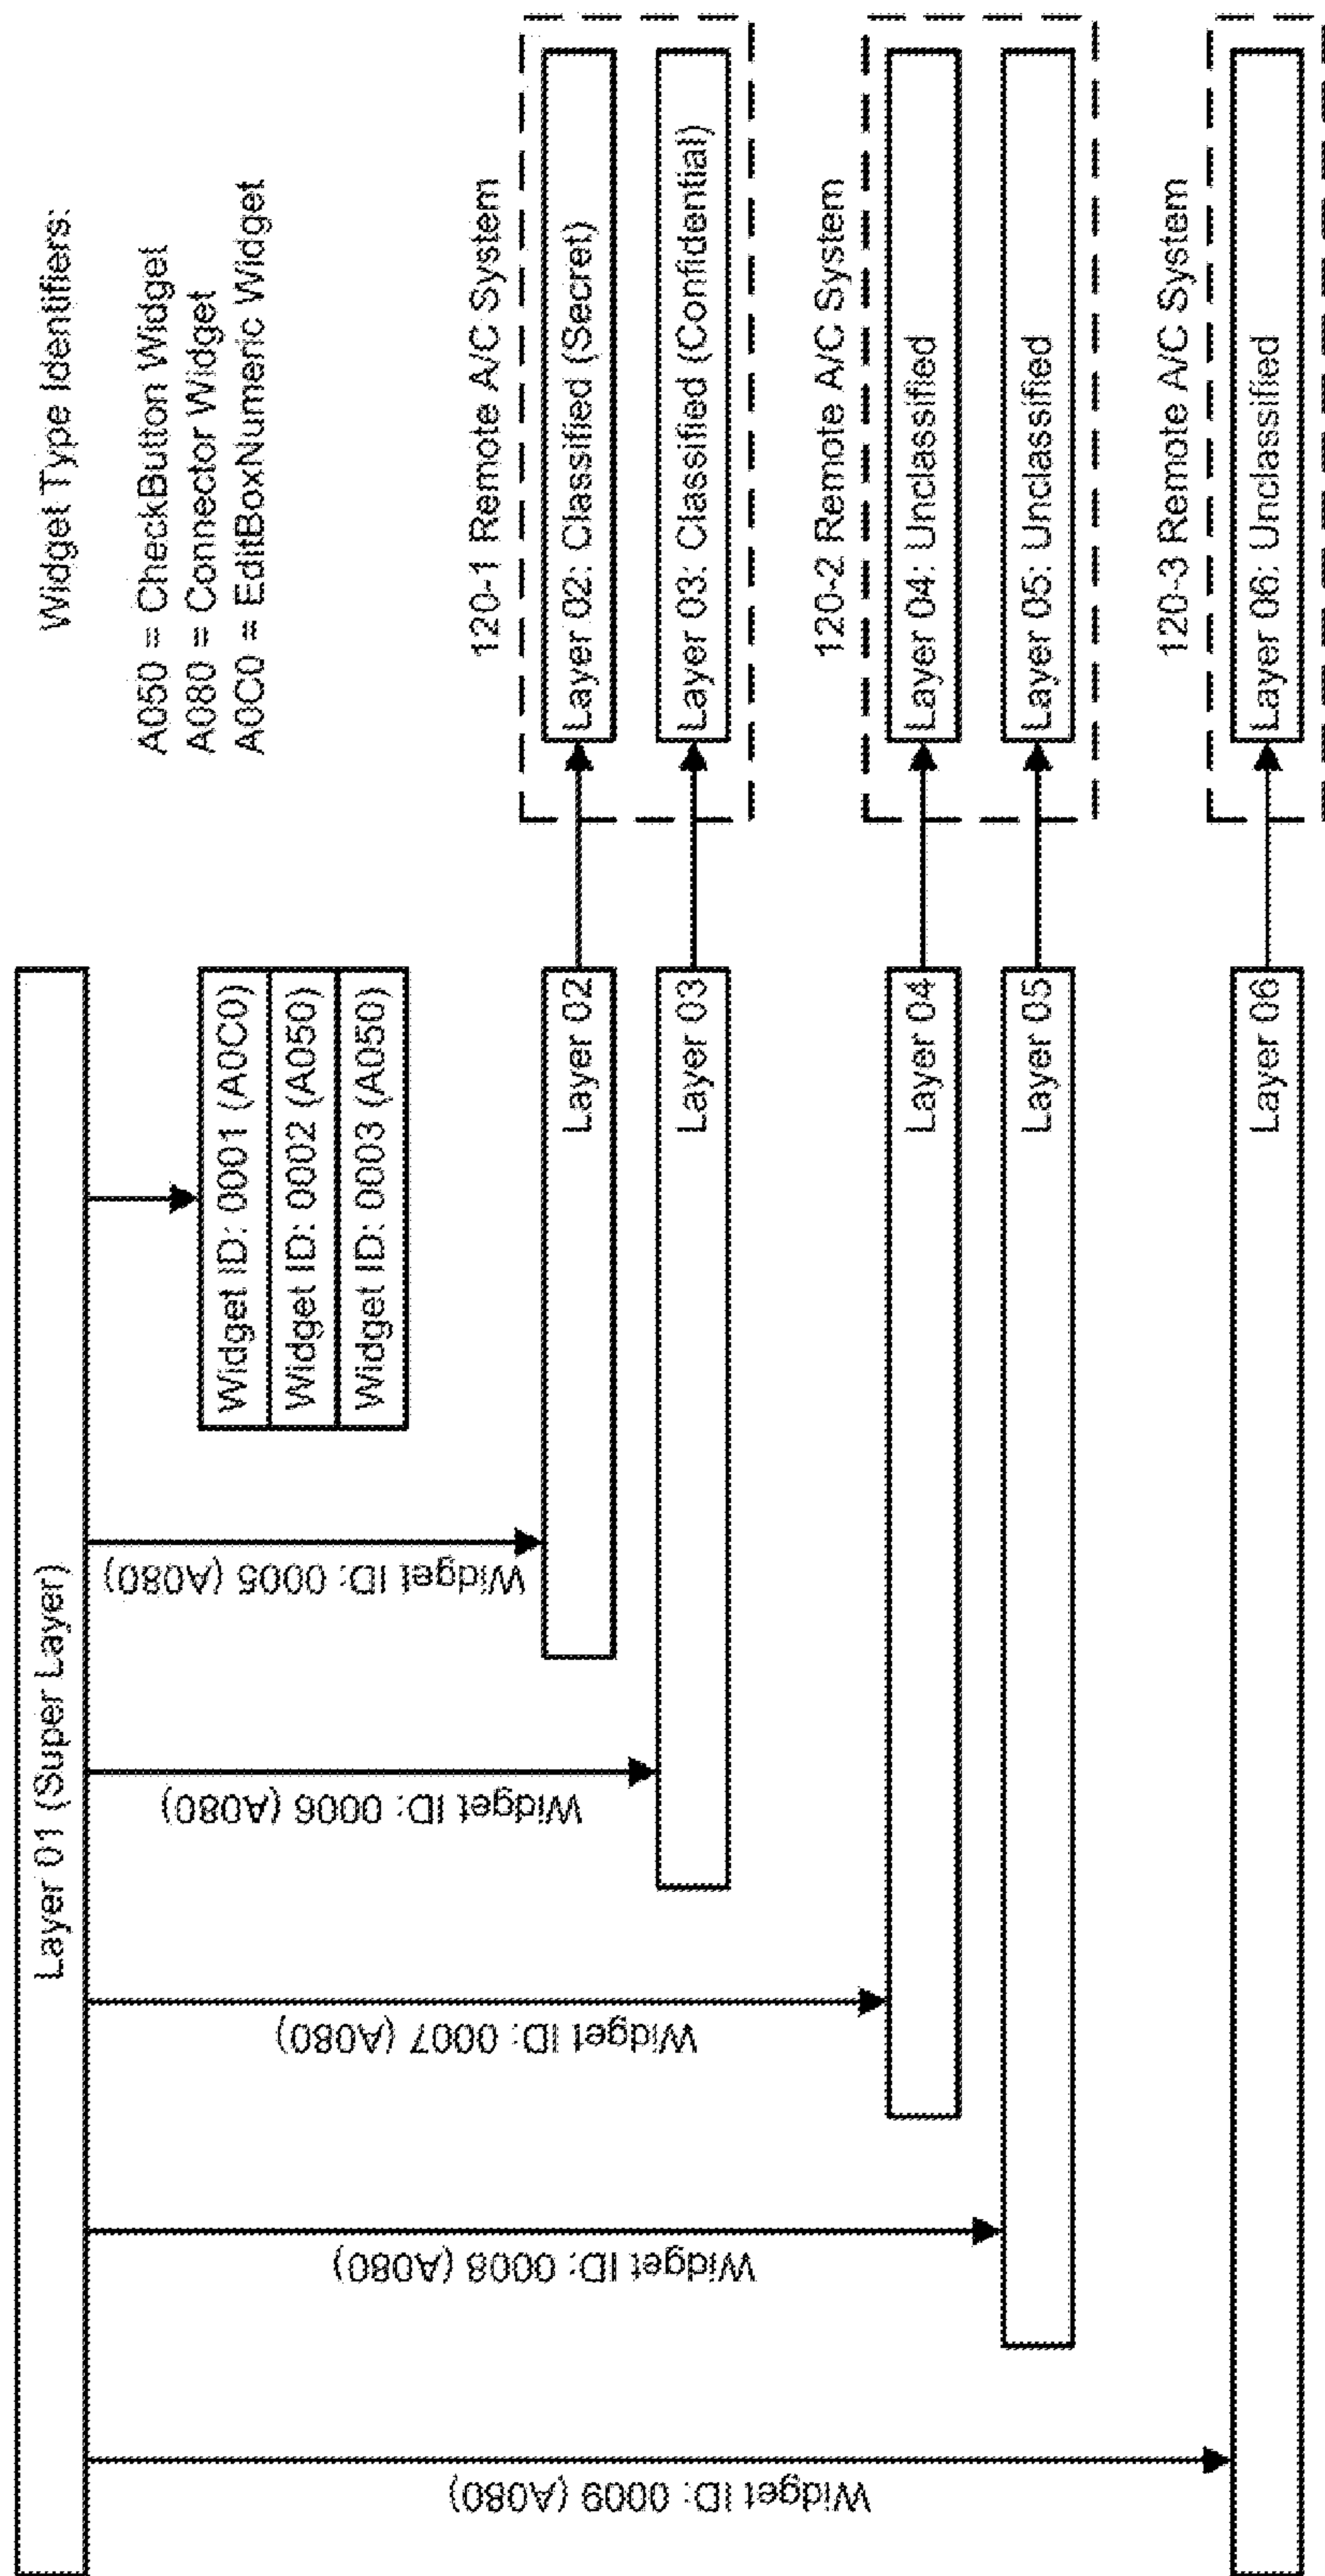 Layer 01 (Super Layer)
Widget Type Identifiers:
A050 = CheckButton Widget
A080 = Connector Widget
A0C0 = EditBoxNumeric Widget
Widget ID: 0001 (A0C0)
Widget ID: 0002 (A050)
Widget ID: 0003 (A050)
Widget ID: 0005 (A080)
Widget ID: 0006 (A080)
Widget ID: 0007 (A080)
Widget ID: 0008 (A080)
Widget ID: 0009 (A080)
120-1 Remote A/C System
Layer 02
Layer 02: Classified (Secret)
Layer 03
Layer 03: Classified (Confidential)
120-2 Remote A/C System
Layer 04
Layer 04: Unclassified
Layer 05
Layer 05: Unclassified
120-3 Remote A/C System
Layer 06
Layer 06: Unclassified